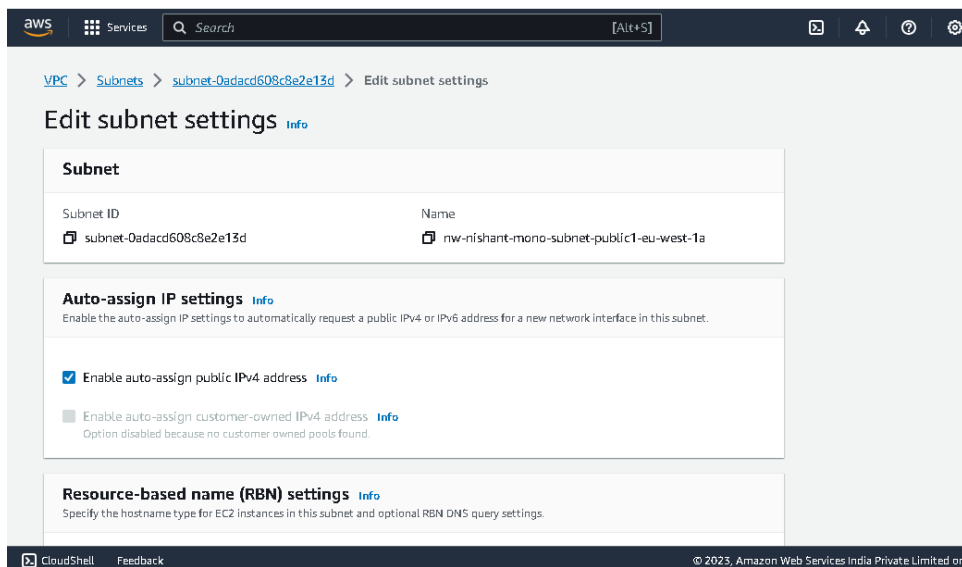 aws Services Search [Alt+S]
VPC > Subnets > subnet-0adacd608c8e2e13d > Edit subnet settings
Edit subnet settings Info
Subnet
Subnet ID Name
subnet-0adacd608c8e2e13d nw-nishant-mono-subnet-public1-eu-west-1a
Auto-assign IP settings Info
Enable the auto-assign IP settings to automatically request a public IPv4 or IPv6 address for a new network interface in this subnet.
Enable auto-assign public IPv4 address Info
Enable auto-assign customer-owned IPv4 address Info
Option disabled because no customer owned pools found.
Resource-based name (RBN) settings Info
Specify the hostname type for EC2 instances in this subnet and optional RBN DNS query settings.
CloudShell Feedback © 2023, Amazon Web Services India Private Limited or